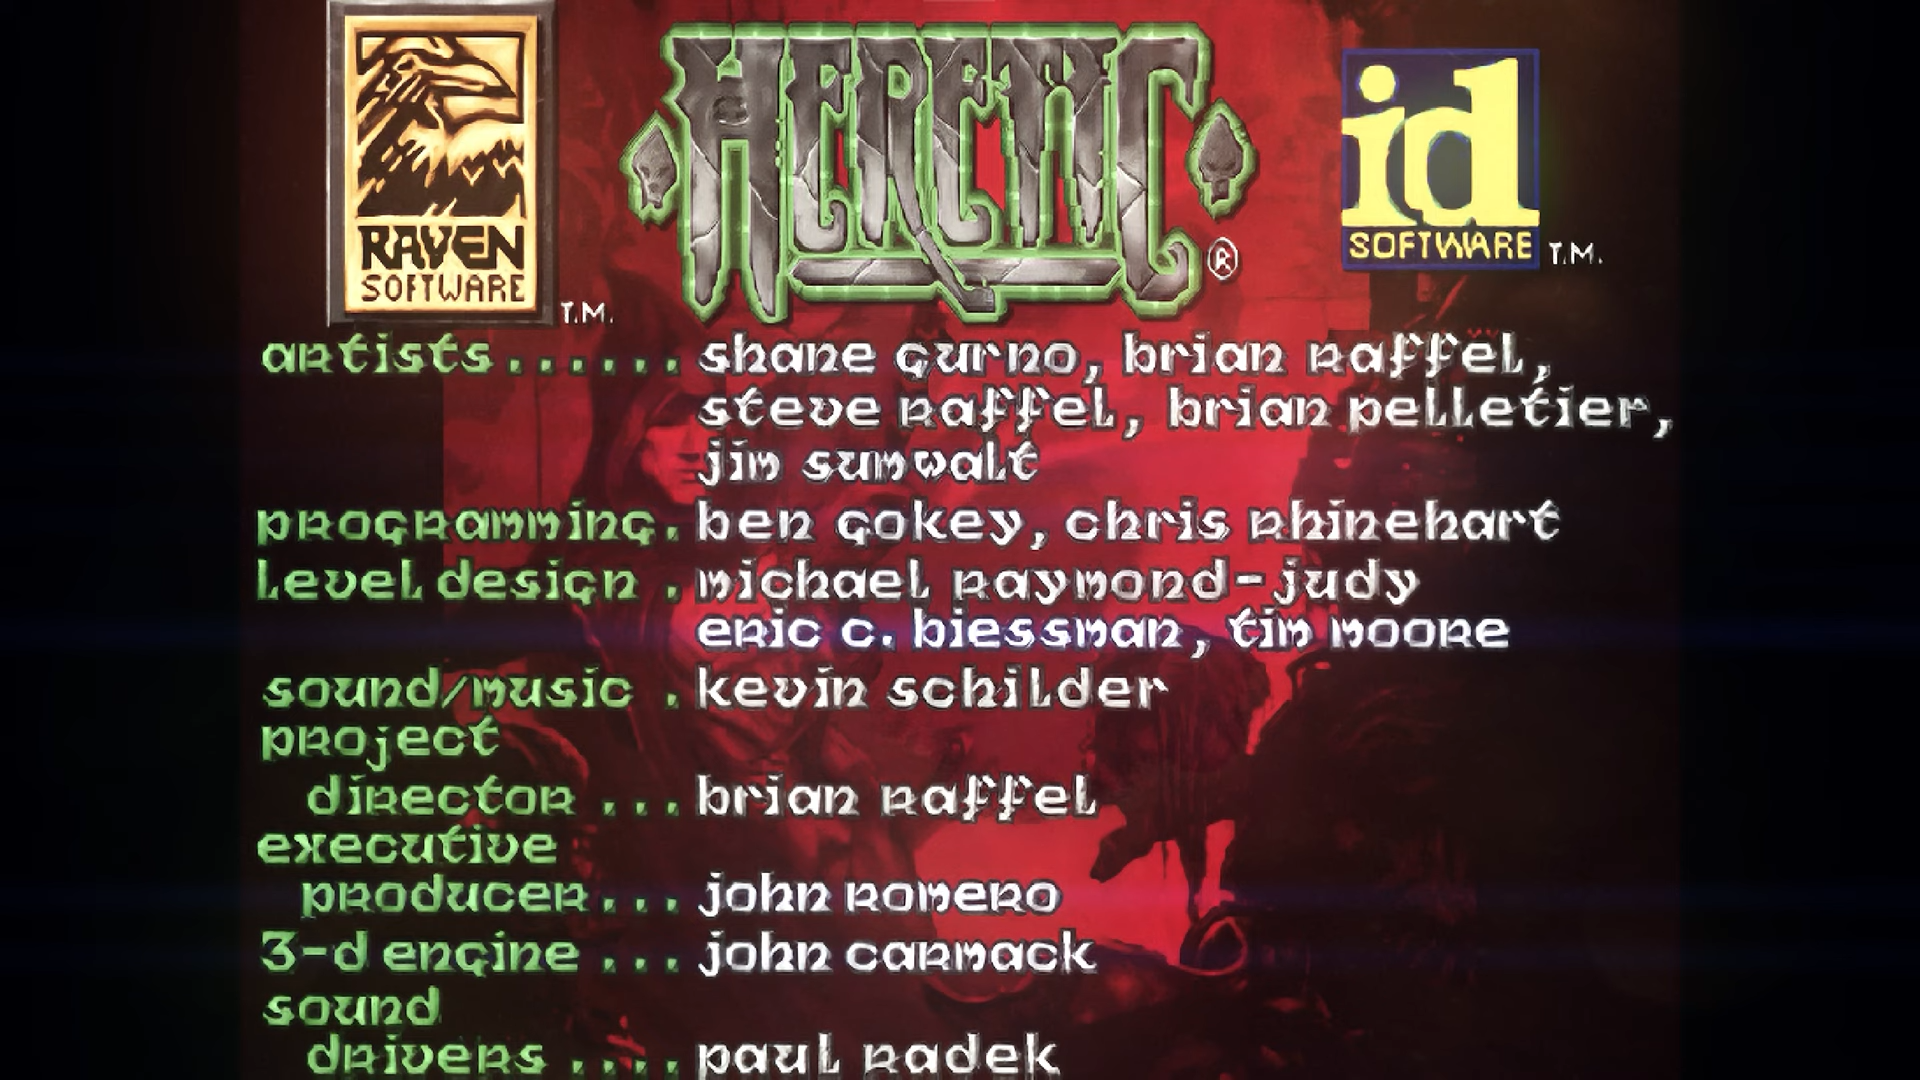 RAVEN
SOFTWARE
T.M.
HERETIC
®
id
SOFTWARE
T.M.
artists...... shane gurno, brian raffel,
steve raffel, brian pelletier,
jim sumwalt
programming. ben gokey, chris rhinehart
level design . michael raymond-judy
eric c. biessman, tim moore
sound/music . kevin schilder
project
director ... brian raffel
executive
producer... john romero
3-d engine ... john carmack
sound
drivers .... paul radek